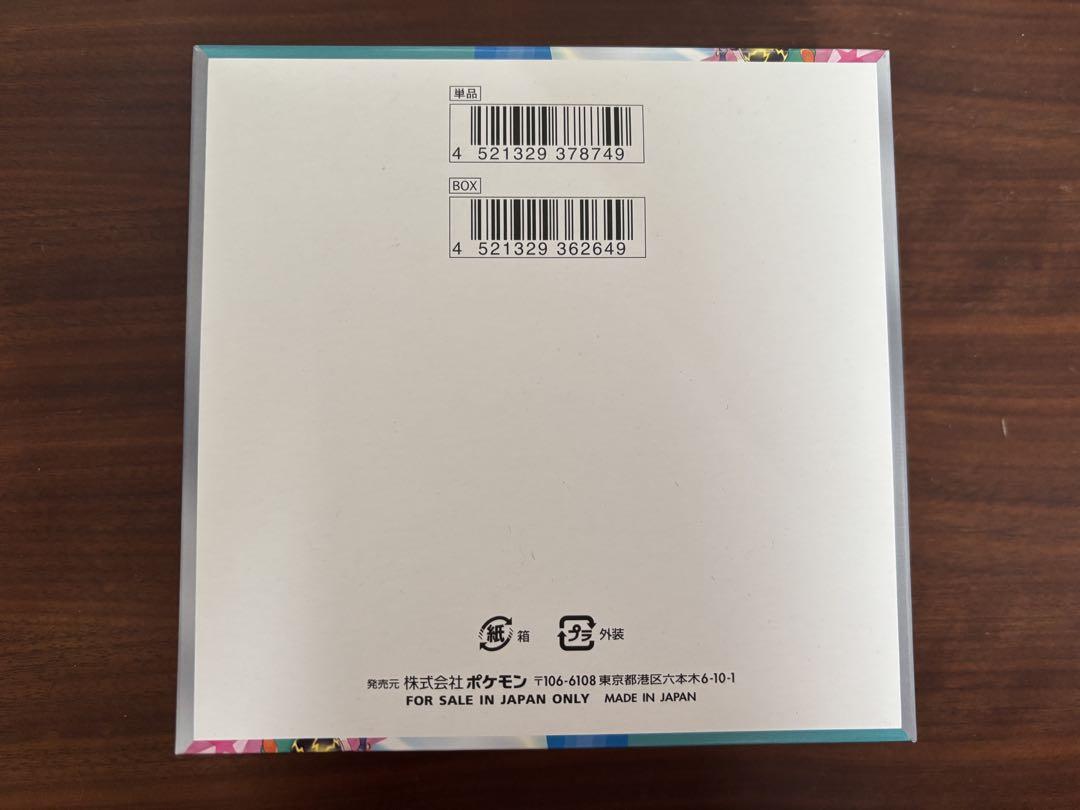 単品
4 521329 378749
BOX
4 521329 362649
紙 箱 プラ 外装
発売元 株式会社 ポケモン 〒106-6108 東京都港区六本木6-10-1
FOR SALE IN JAPAN ONLY MADE IN JAPAN